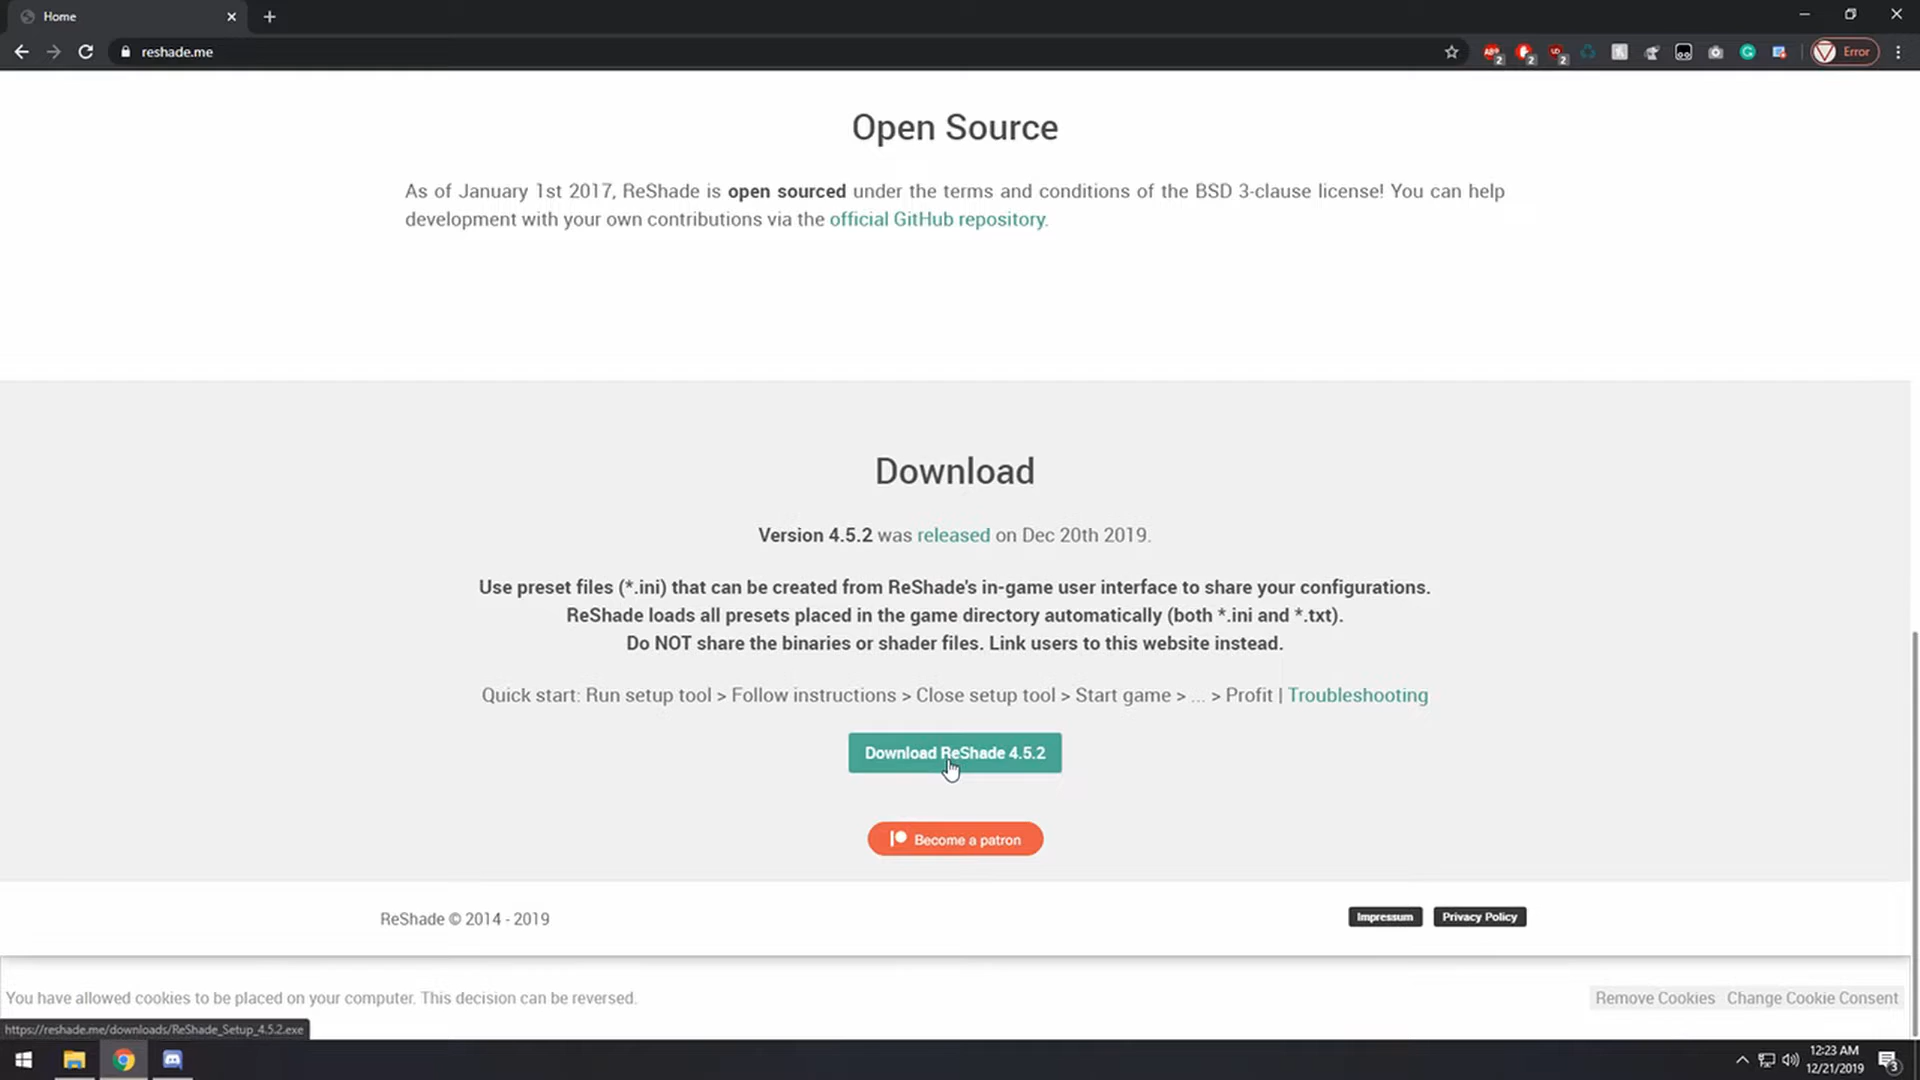 Home
reshade.me
ABP
2
2
2
Error
Open Source
As of January 1st 2017, ReShade is open sourced under the terms and conditions of the BSD 3-clause license! You can help
development with your own contributions via the official GitHub repository.
Download
Version 4.5.2 was released on Dec 20th 2019.
Use preset files (*.ini) that can be created from ReShade's in-game user interface to share your configurations.
ReShade loads all presets placed in the game directory automatically (both *.ini and *.txt).
Do NOT share the binaries or shader files. Link users to this website instead.
Quick start: Run setup tool > Follow instructions > Close setup tool > Start game > ... > Profit | Troubleshooting
Download ReShade 4.5.2
Become a patron
ReShade © 2014 - 2019
Impressum
Privacy Policy
You have allowed cookies to be placed on your computer. This decision can be reversed.
Remove Cookies
Change Cookie Consent
https://reshade.me/downloads/ReShade_Setup_4.5.2.exe
12:23 AM
12/21/2019
3